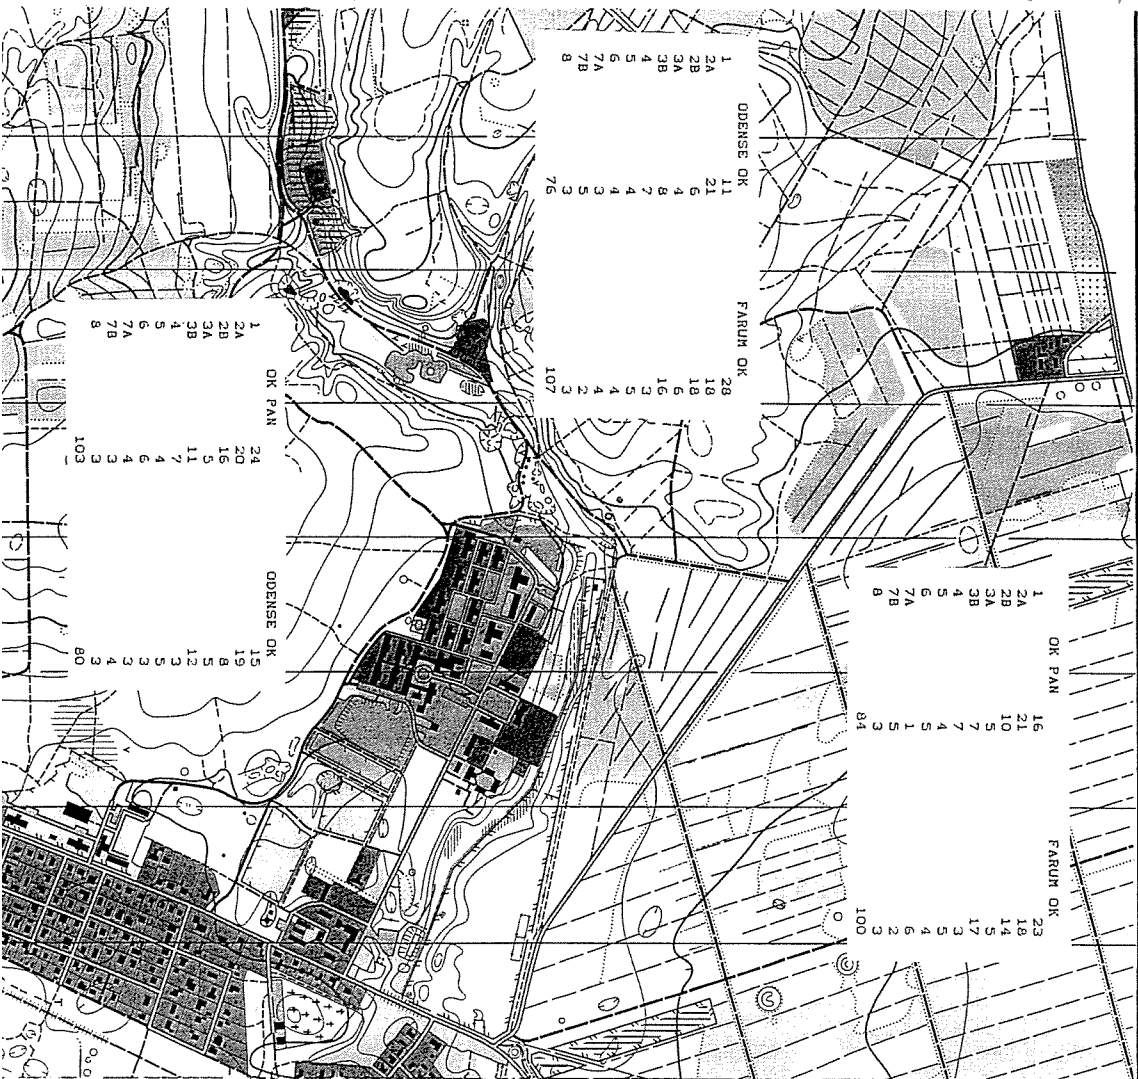 OK PAN FARUM OK
1 16 23
2A 21 18
2B 10 14
3A 5 5
3B 7 17
4 7 3
5 4 5
6 5 4
7A 1 6
7B 5 2
8 3 3
84 100
ODENSE OK FARUM OK
1 11 28
2A 21 18
2B 6 18
3A 4 6
3B 8 16
4 7 3
5 4 5
6 4 4
7A 3 4
7B 5 2
8 3 3
76 107
OK PAN ODENSE OK
1 24 15
2A 20 19
2B 16 8
3A 5 5
3B 11 12
4 7 3
5 4 5
6 6 3
7A 4 3
7B 3 4
8 3 3
103 80